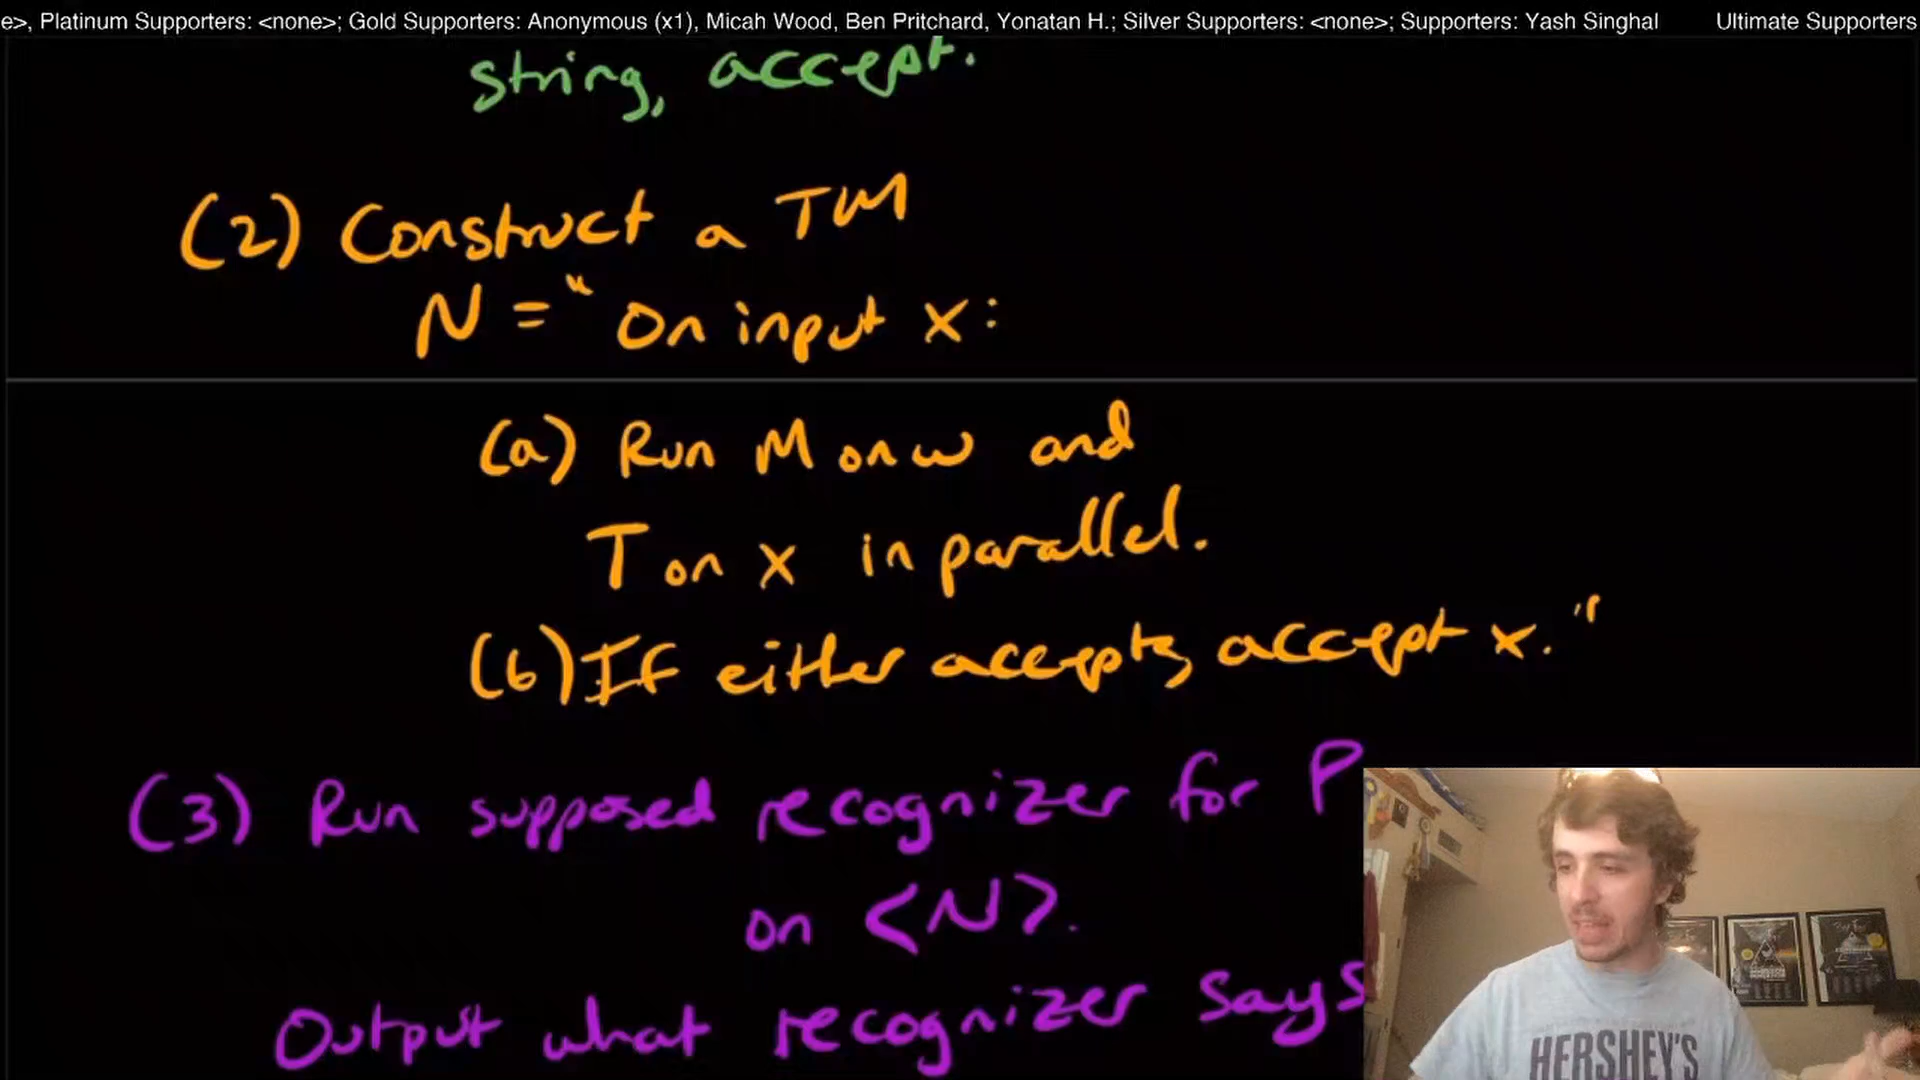 e>, Platinum Supporters: <none>; Gold Supporters: Anonymous (x1), Micah Wood, Ben Pritchard, Yonatan H.; Silver Supporters: <none>; Supporters: Yash Singhal Ultimate Supporters
string, accept.
(2) Construct a TM
N = "On input x:
(a) Run M on w and
T on x in parallel.
(b) If either accepts, accept x."
(3) Run supposed recognizer for P
on <N>.
Output what recognizer says
HERSHEY'S